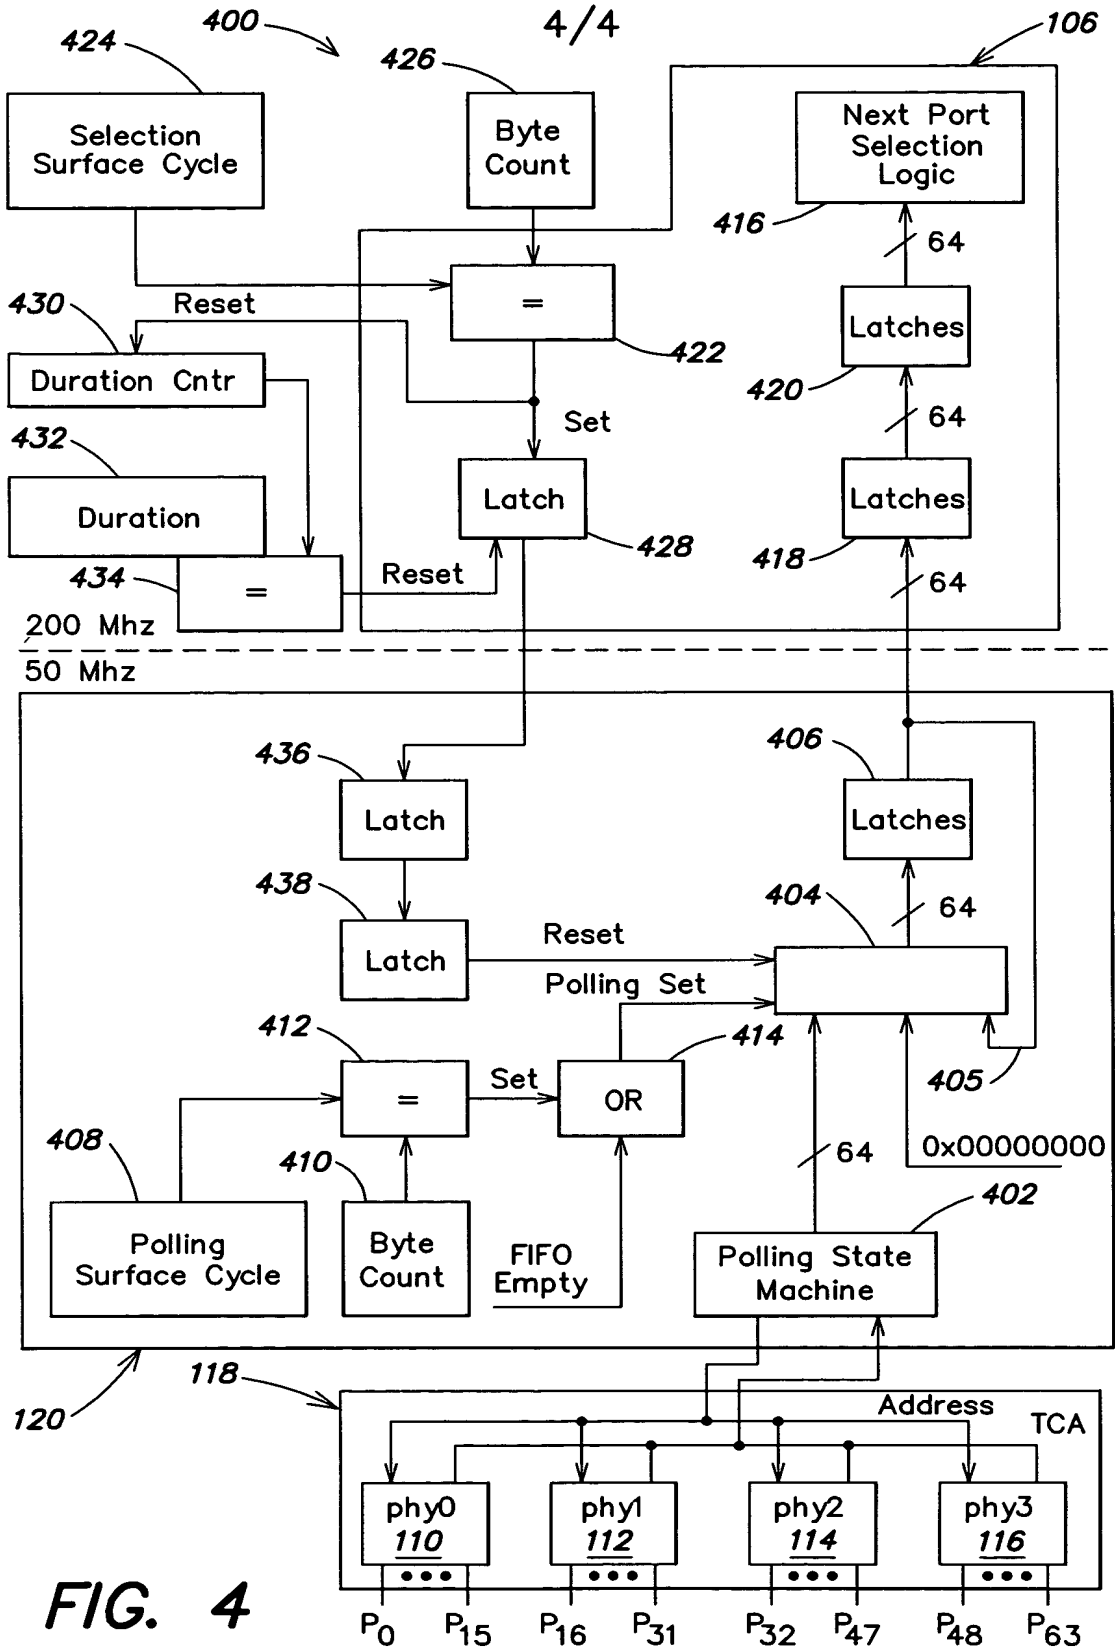 400
4/4
106
424
426
Selection
Surface Cycle
Byte
Count
Next Port
Selection
Logic
416
64
430
Reset
=
422
Latches
420
Duration Cntr
Set
64
432
Duration
Latch
428
Latches
418
434
=
Reset
64
200 Mhz
50 Mhz
436
Latch
406
Latches
438
Latch
404
64
Reset
Polling Set
412
=
Set
414
OR
405
408
410
64
0x00000000
402
Polling
Surface Cycle
Byte
Count
FIFO
Empty
Polling State
Machine
120
118
Address
TCA
phy0
110
phy1
112
phy2
114
phy3
116
FIG. 4
P0
P15
P16
P31
P32
P47
P48
P63